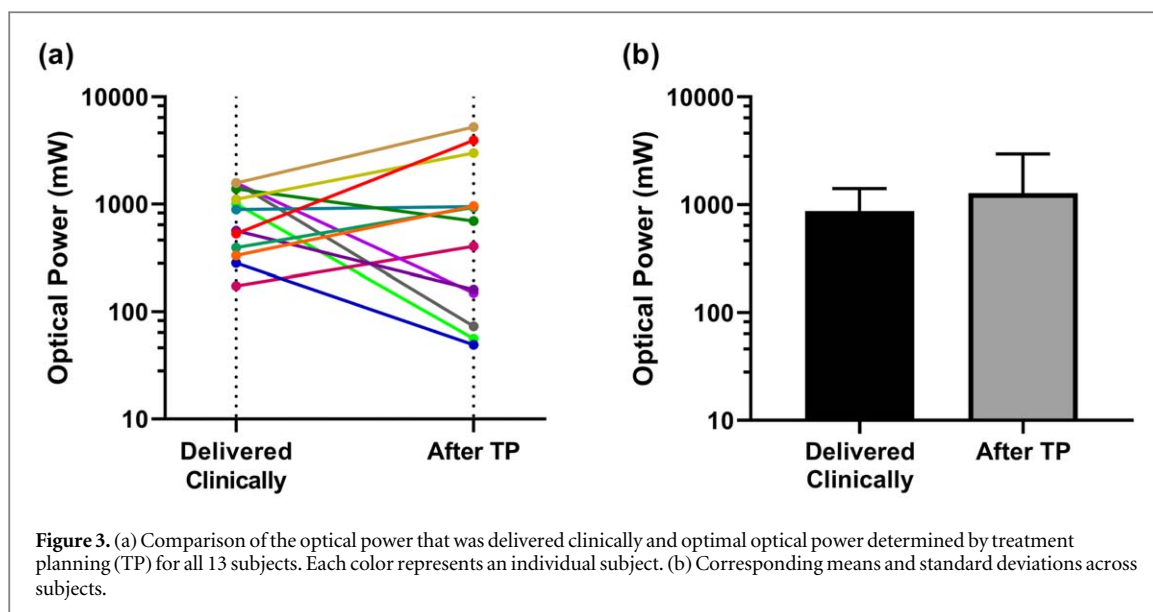 (a)
10000
1000
100
10
Optical Power (mW)
Delivered
Clinically
After TP
(b)
10000
1000
100
10
Optical Power (mW)
Delivered
Clinically
After TP
Figure 3. (a) Comparison of the optical power that was delivered clinically and optimal optical power determined by treatment
planning (TP) for all 13 subjects. Each color represents an individual subject. (b) Corresponding means and standard deviations across
subjects.